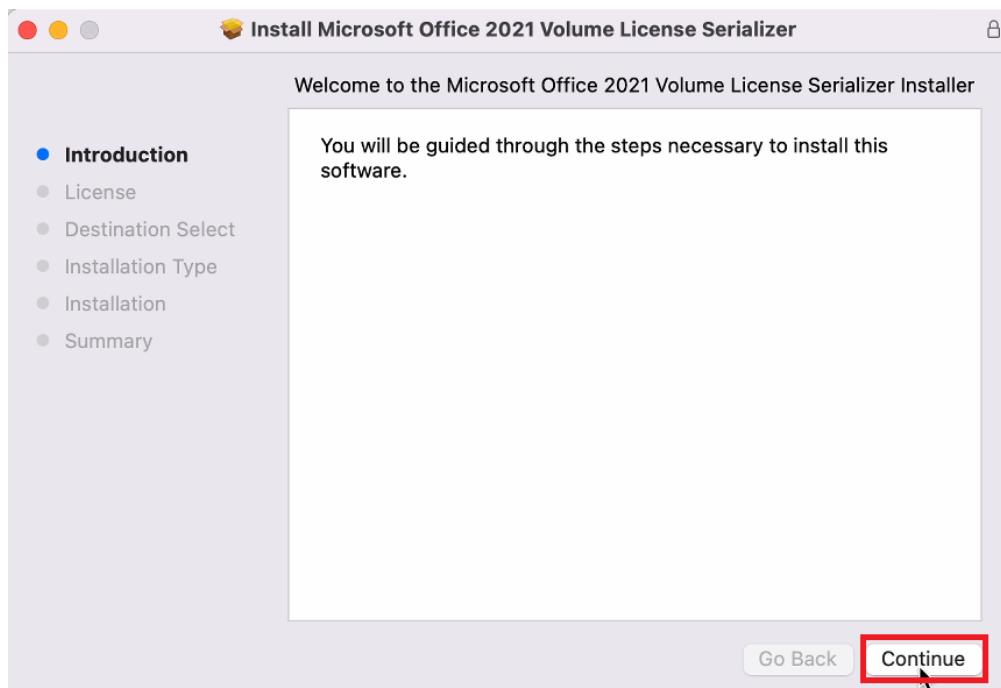 Install Microsoft Office 2021 Volume License Serializer
Welcome to the Microsoft Office 2021 Volume License Serializer Installer
Introduction
License
Destination Select
Installation Type
Installation
Summary
You will be guided through the steps necessary to install this
software.
Go Back
Continue